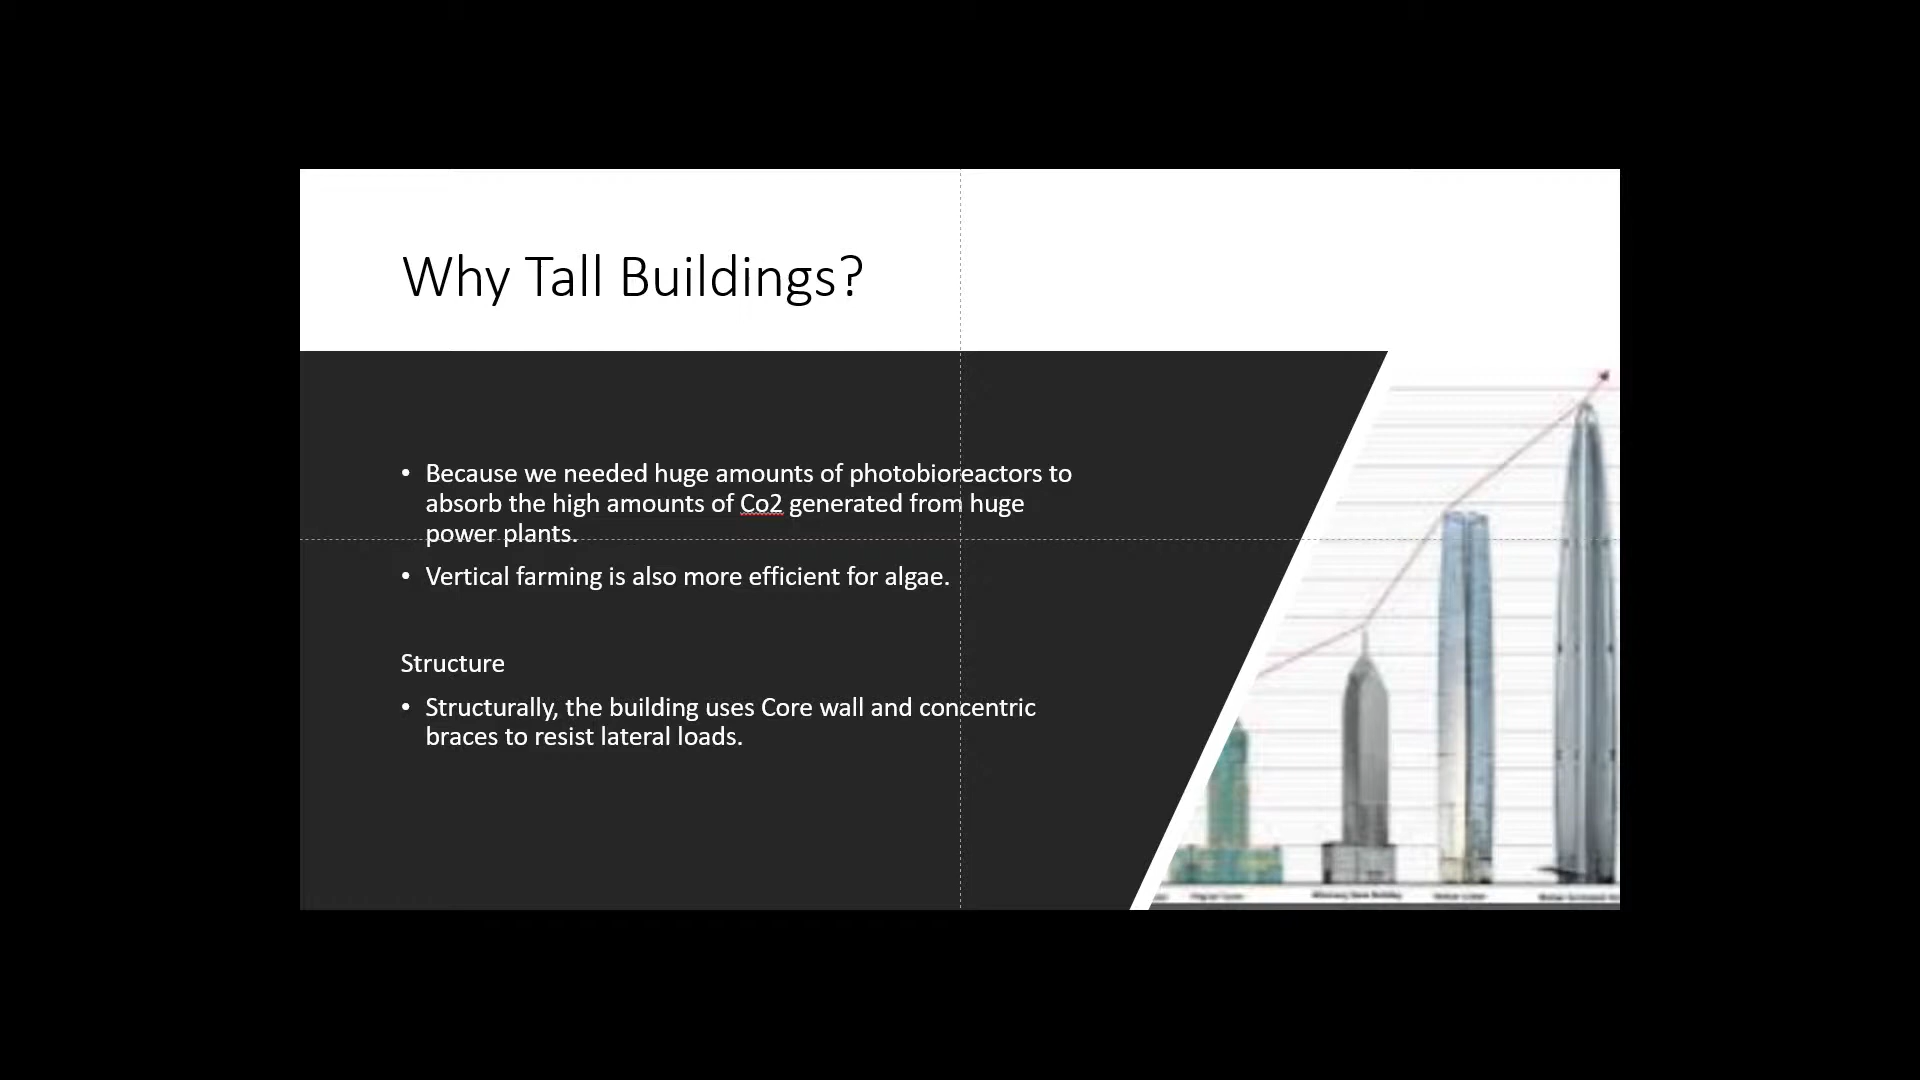 Why Tall Buildings?
• Because we needed huge amounts of photobioreactors to
absorb the high amounts of Co2 generated from huge
power plants.
• Vertical farming is also more efficient for algae.
Structure
• Structurally, the building uses Core wall and concentric
braces to resist lateral loads.